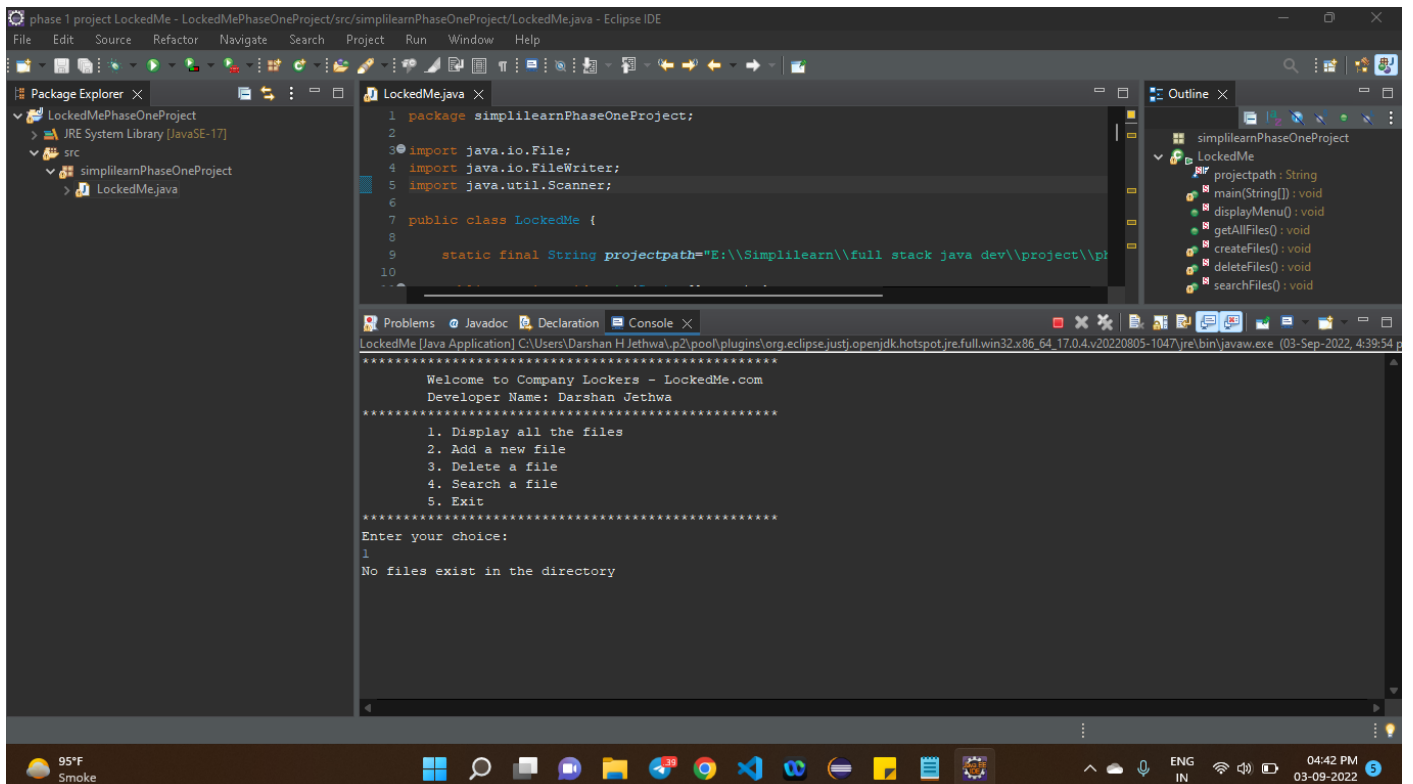 phase 1 project LockedMe - LockedMePhaseOneProject/src/simplilearnPhaseOneProject/LockedMe.java - Eclipse IDE
File Edit Source Refactor Navigate Search Project Run Window Help
Package Explorer
LockedMePhaseOneProject
JRE System Library [JavaSE-17]
src
simplilearnPhaseOneProject
LockedMe.java
LockedMe.java
1 package simplilearnPhaseOneProject;
2
3 import java.io.File;
4 import java.io.FileWriter;
5 import java.util.Scanner;
6
7 public class LockedMe {
8
9 static final String projectpath="E:\\Simplilearn\\full stack java dev\\project\\ph
10
Outline
simplilearnPhaseOneProject
LockedMe
projectpath : String
main(String[]) : void
displayMenu() : void
getAllFiles() : void
createFiles() : void
deleteFiles() : void
searchFiles() : void
Problems @ Javadoc Declaration Console
LockedMe [Java Application] C:\Users\Darshan H Jethwa\.p2\pool\plugins\org.eclipse.justj.openjdk.hotspot.jre.full.win32.x86_64_17.0.4.v20220805-1047\jre\bin\javaw.exe (03-Sep-2022, 4:39:54 p
***************************************************
Welcome to Company Lockers - LockedMe.com
Developer Name: Darshan Jethwa
***************************************************
1. Display all the files
2. Add a new file
3. Delete a file
4. Search a file
5. Exit
***************************************************
Enter your choice:
1
No files exist in the directory
95°F
Smoke
39
ENG
IN
04:42 PM
03-09-2022
5